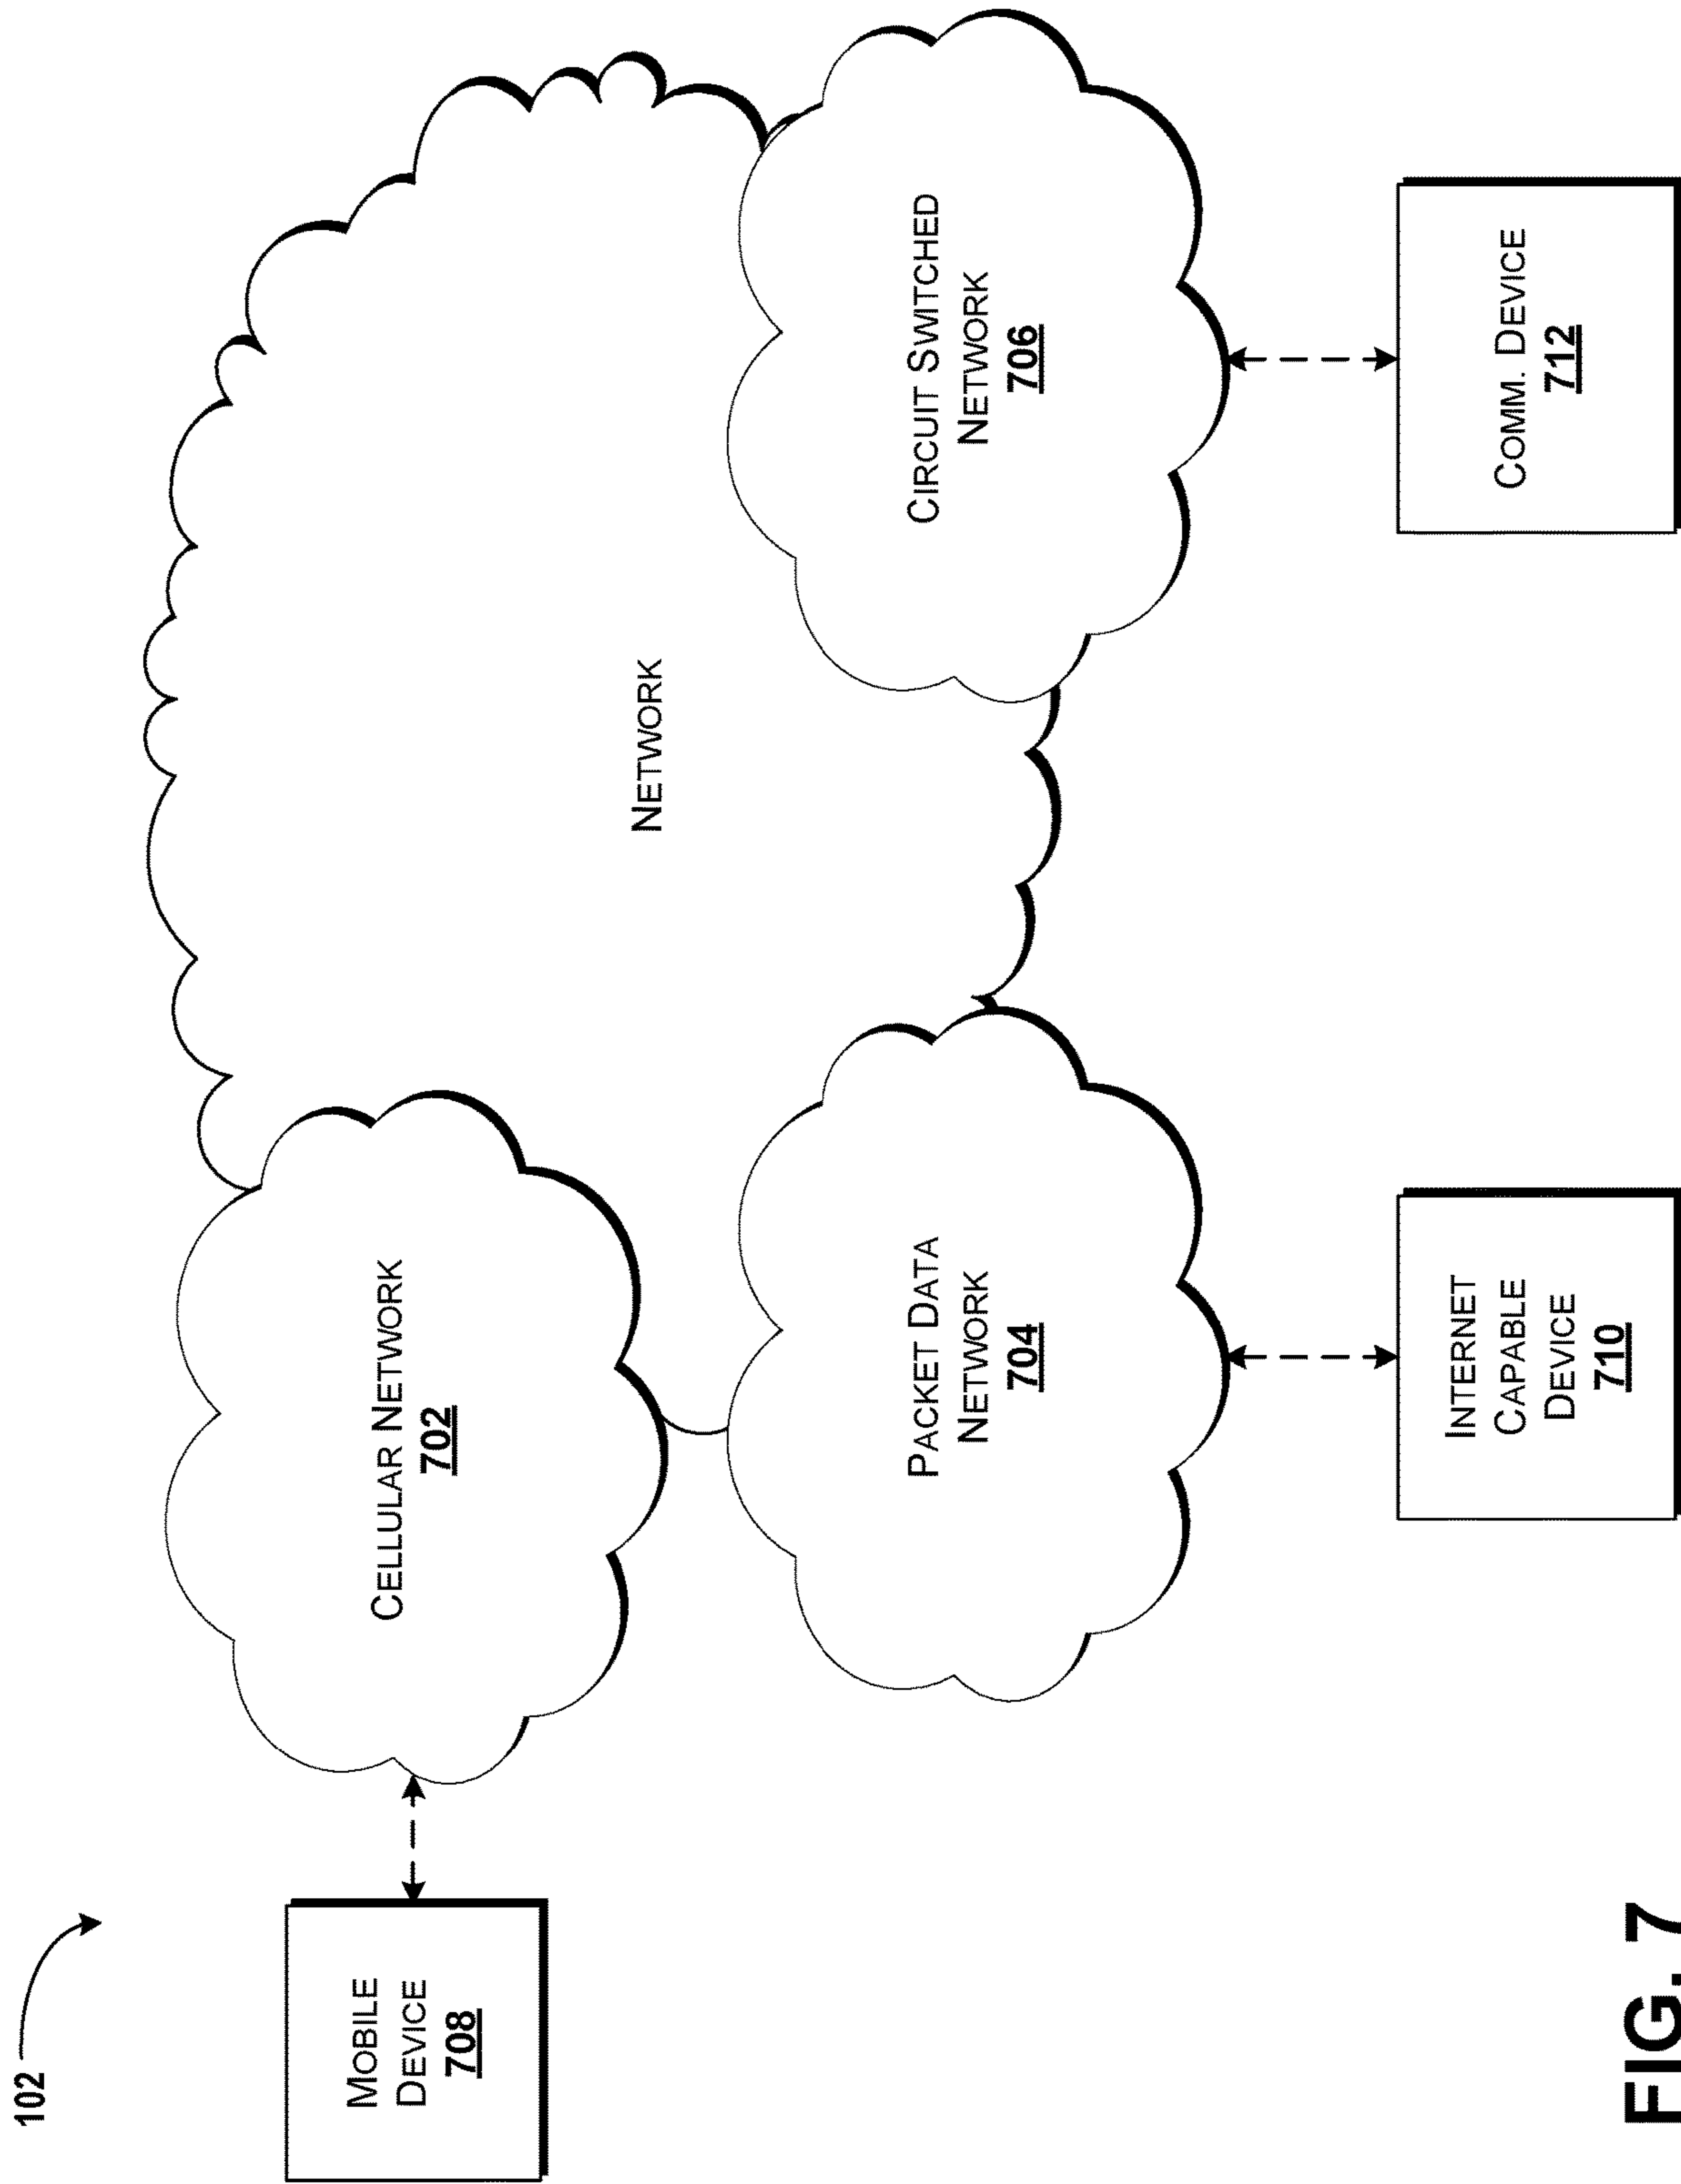 102
MOBILE
DEVICE
708
CELLULAR NETWORK
702
NETWORK
PACKET DATA
NETWORK
704
CIRCUIT SWITCHED
NETWORK
706
INTERNET
CAPABLE
DEVICE
710
COMM. DEVICE
712
FIG. 7